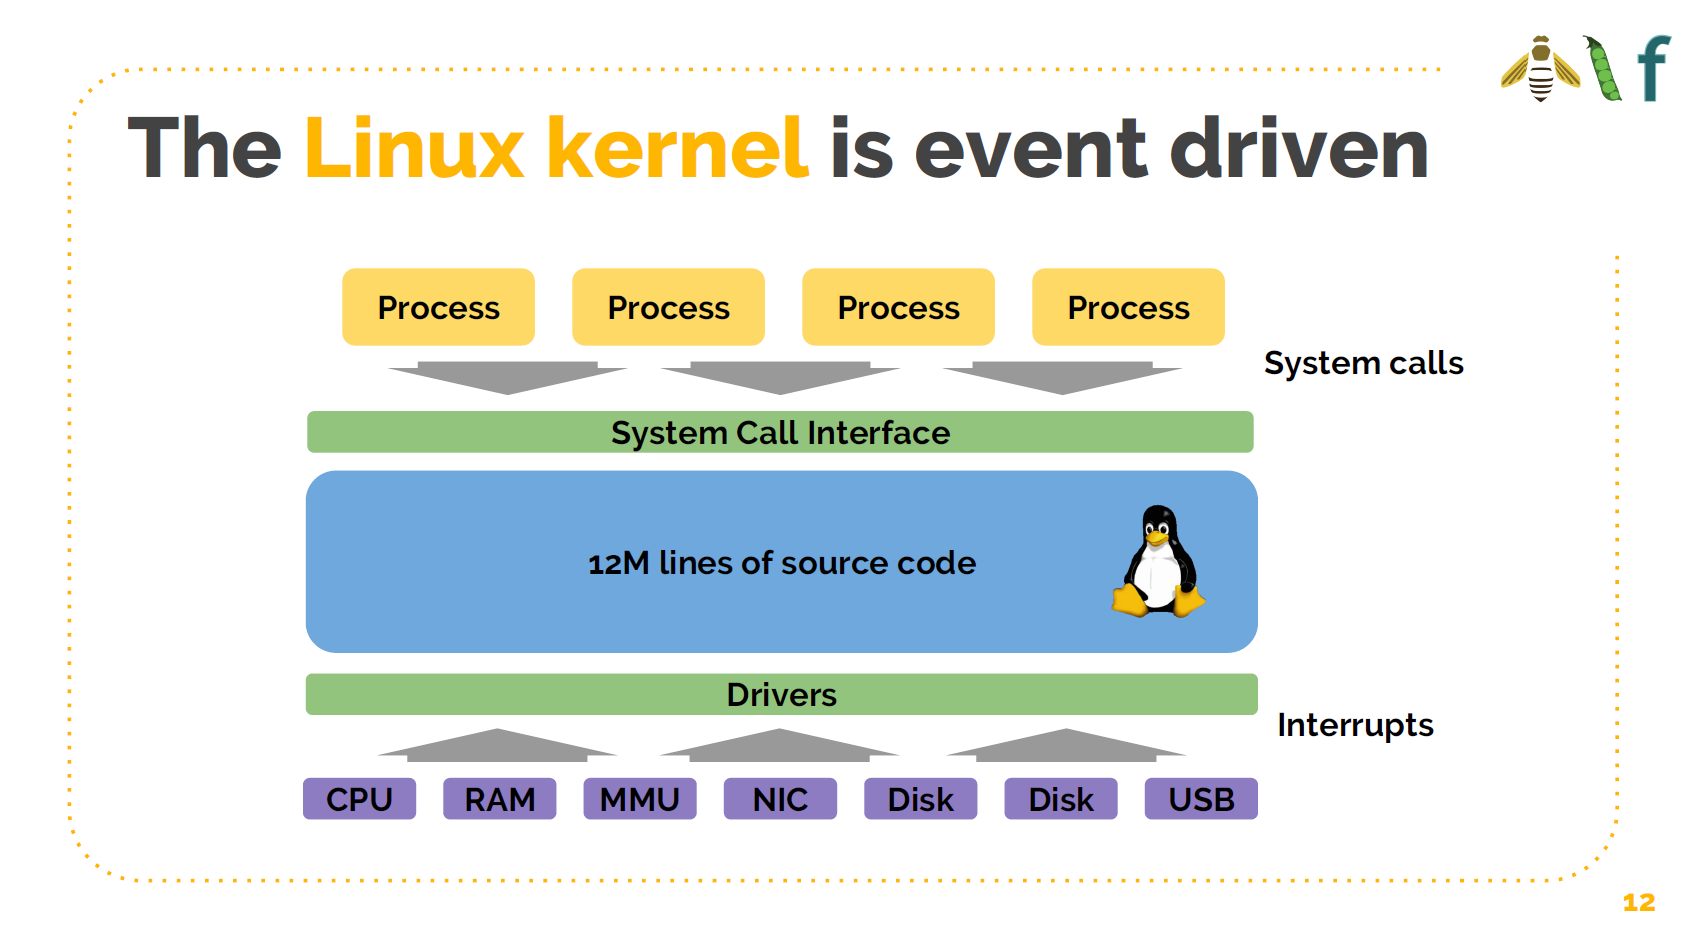 f
The Linux kernel is event driven
Process Process Process Process
System calls
System Call Interface
12M lines of source code
Drivers
Interrupts
CPU RAM MMU NIC Disk Disk USB
12